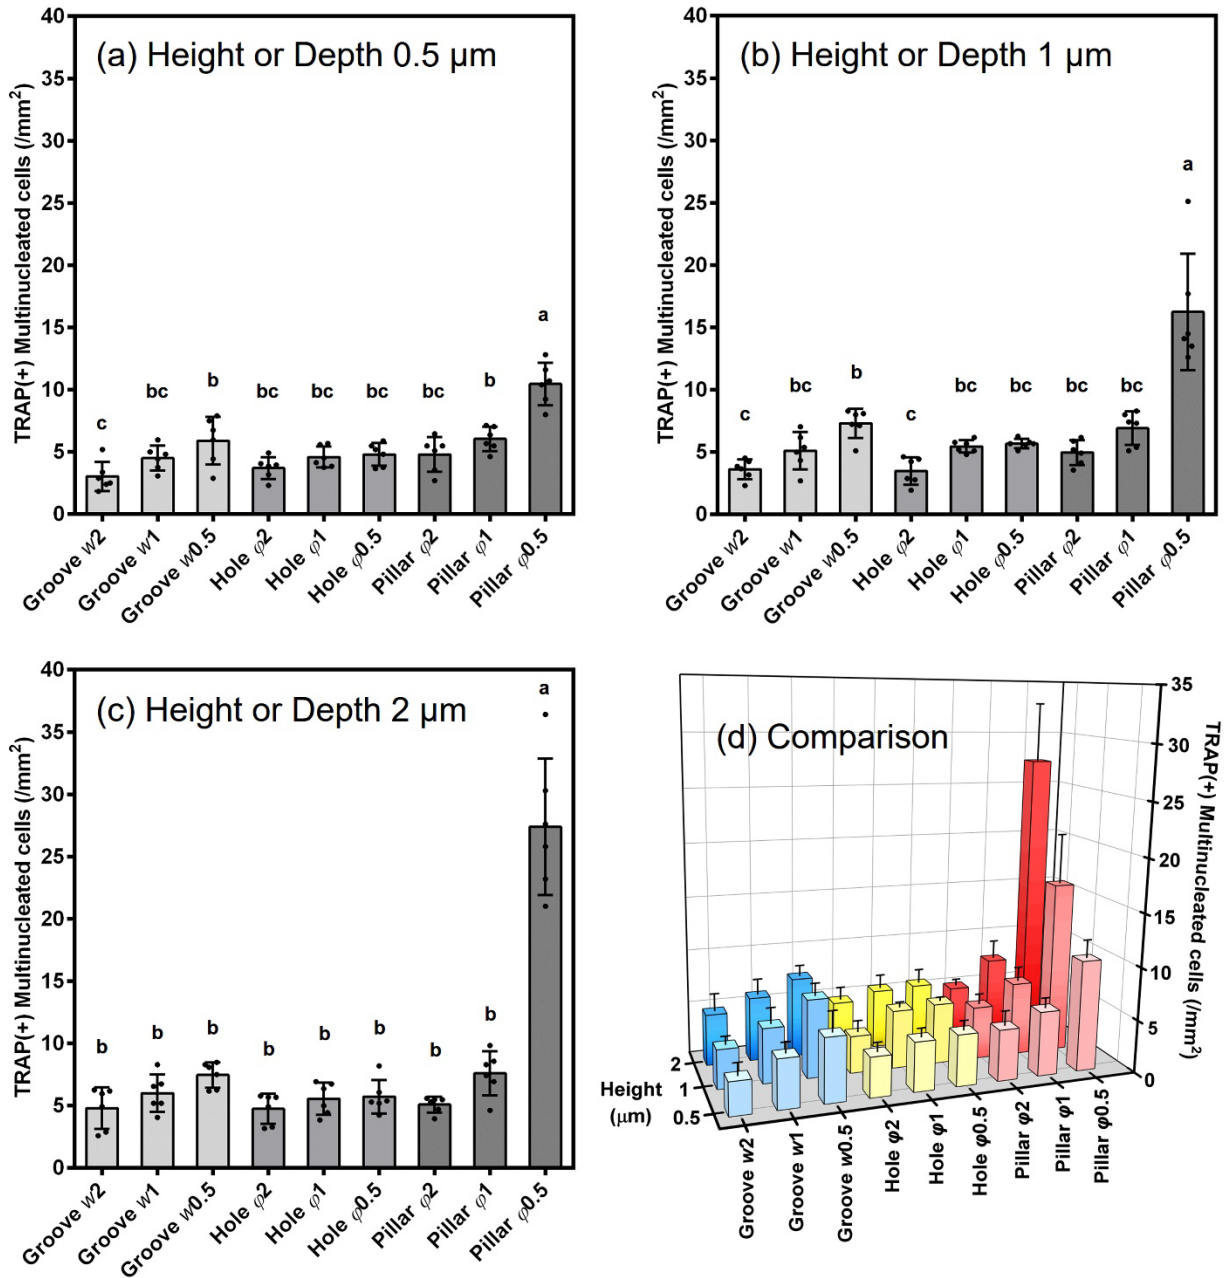 (a) Height or Depth 0.5 µm
TRAP(+) Multinucleated cells (/mm²)
40
35
30
25
20
15
10
5
0
c
bc
b
bc
bc
bc
bc
b
a
Groove w2
Groove w1
Groove w0.5
Hole φ2
Hole φ1
Hole φ0.5
Pillar φ2
Pillar φ1
Pillar φ0.5
(b) Height or Depth 1 µm
TRAP(+) Multinucleated cells (/mm²)
40
35
30
25
20
15
10
5
0
c
bc
b
c
bc
bc
bc
bc
a
Groove w2
Groove w1
Groove w0.5
Hole φ2
Hole φ1
Hole φ0.5
Pillar φ2
Pillar φ1
Pillar φ0.5
(c) Height or Depth 2 µm
TRAP(+) Multinucleated cells (/mm²)
40
35
30
25
20
15
10
5
0
b
b
b
b
b
b
b
b
a
Groove w2
Groove w1
Groove w0.5
Hole φ2
Hole φ1
Hole φ0.5
Pillar φ2
Pillar φ1
Pillar φ0.5
(d) Comparison
TRAP(+) Multinucleated cells (/mm²)
35
30
25
20
15
10
5
0
2
1
0.5
Height
(µm)
Groove w2
Groove w1
Groove w0.5
Hole φ2
Hole φ1
Hole φ0.5
Pillar φ2
Pillar φ1
Pillar φ0.5